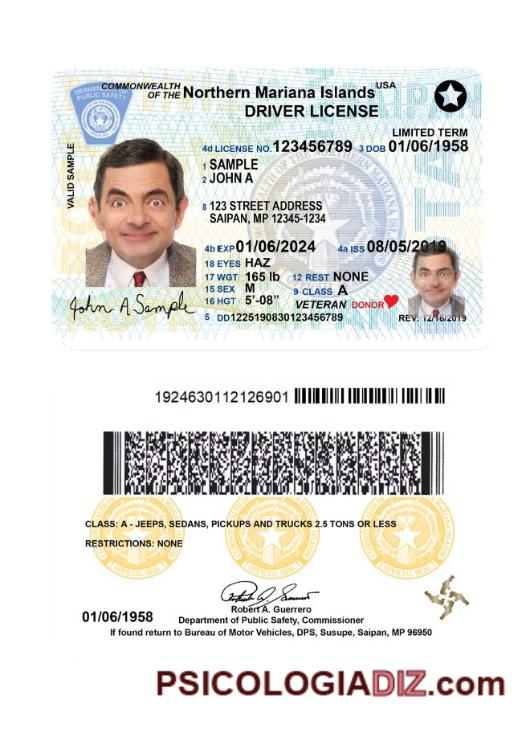 COMMONWEALTH OF THE Northern Mariana Islands USA
DRIVER LICENSE
DEPARTMENT
PUBLIC SAFETY
LIMITED TERM
4d LICENSE NO. 123456789 3 DOB 01/06/1958
VALID SAMPLE
1 SAMPLE
2 JOHN A
8 123 STREET ADDRESS
SAIPAN, MP 12345-1234
4b EXP 01/06/2024 4a ISS 08/05/2019
18 EYES HAZ
17 WGT 165 lb 12 REST NONE
15 SEX M 9 CLASS A
16 HGT 5'-08" VETERAN DONOR
John A Sample
5 DD1225190830123456789 REV: 12/16/2019
1924630112126901
CLASS: A - JEEPS, SEDANS, PICKUPS AND TRUCKS 2.5 TONS OR LESS
RESTRICTIONS: NONE
OFFICIAL SEAL OFFICIAL SEAL OFFICIAL SEAL
Robert A. Guerrero
01/06/1958 Department of Public Safety, Commissioner
If found return to Bureau of Motor Vehicles, DPS, Susupe, Saipan, MP 96950
PSICOLOGIADIZ.com